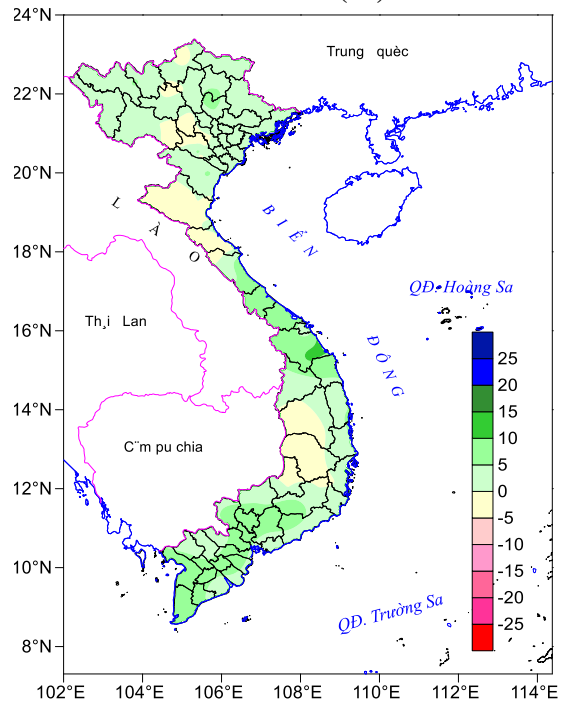 24°N
22°N
20°N
18°N
16°N
14°N
12°N
10°N
8°N
Trung quèc
BIỂN
LÀO
QĐ. Hoàng Sa
Th¸i Lan
ĐÔNG
C¨m pu chia
QĐ. Trường Sa
25
20
15
10
5
0
-5
-10
-15
-20
-25
102°E
104°E
106°E
108°E
110°E
112°E
114°E